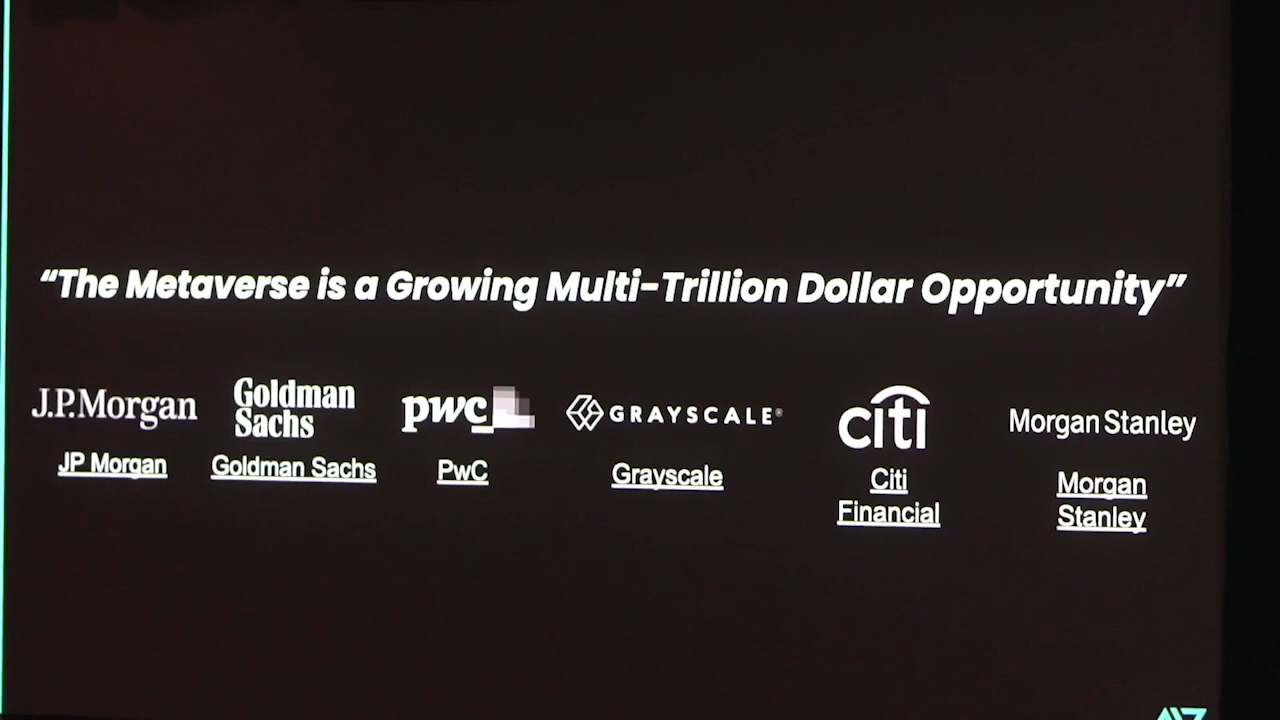 “The Metaverse is a Growing Multi-Trillion Dollar Opportunity”
J.P.Morgan
Goldman
Sachs
pwc
GRAYSCALE®
citi
Morgan Stanley
JP Morgan
Goldman Sachs
PwC
Grayscale
Citi
Financial
Morgan
Stanley